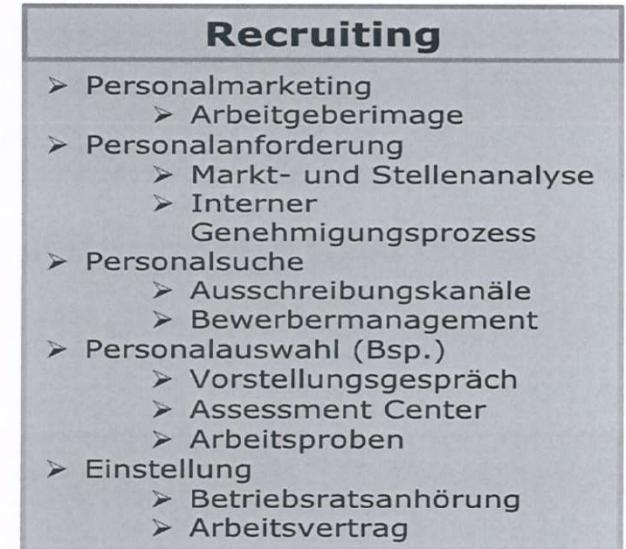 Recruiting
➢ Personalmarketing
➢ Arbeitgeberimage
➢ Personalanforderung
➢ Markt- und Stellenanalyse
➢ Interner
Genehmigungsprozess
➢ Personalsuche
➢ Ausschreibungskanäle
➢ Bewerbermanagement
➢ Personalauswahl (Bsp.)
➢ Vorstellungsgespräch
➢ Assessment Center
➢ Arbeitsproben
➢ Einstellung
➢ Betriebsratsanhörung
➢ Arbeitsvertrag